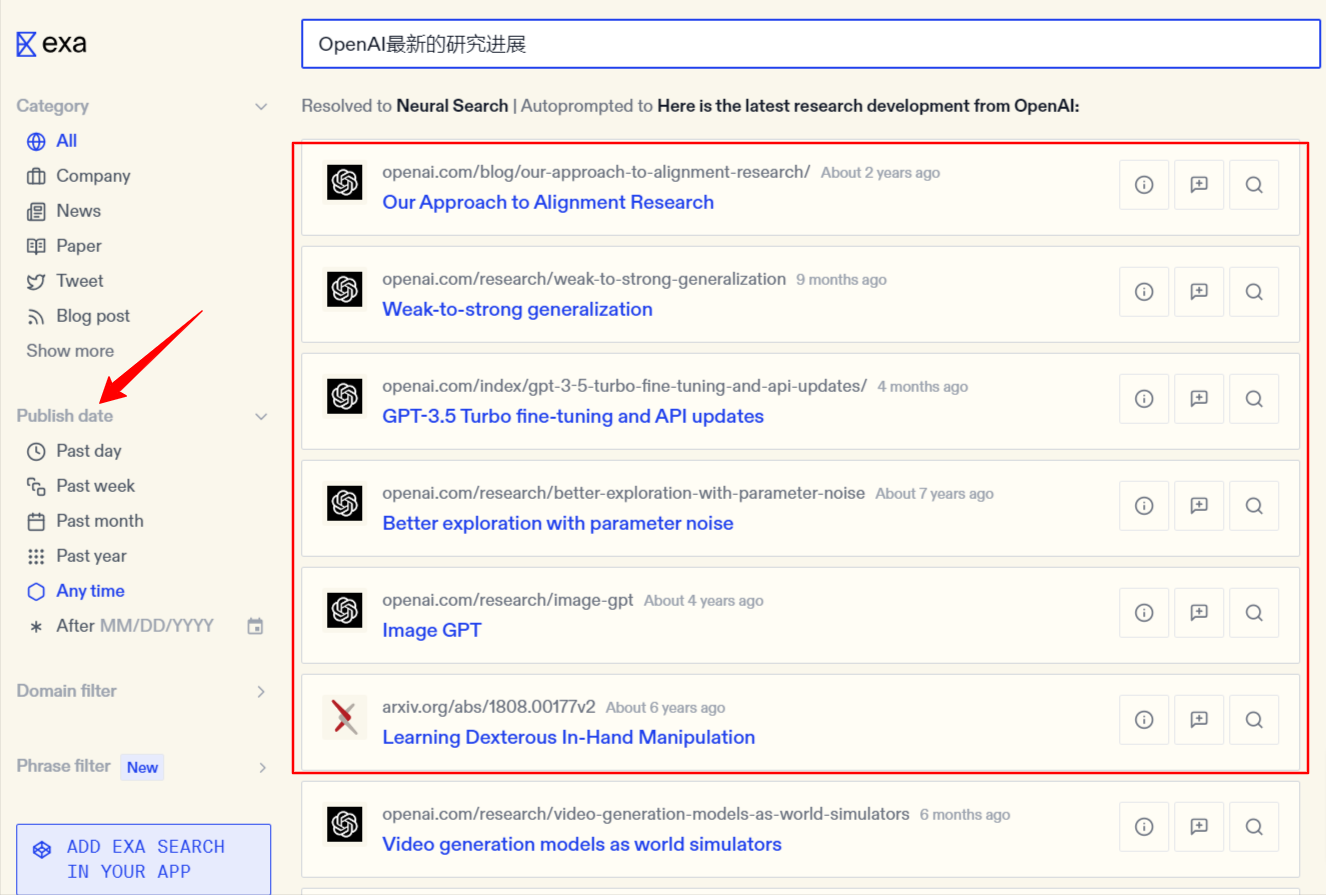 exa
OpenAI最新的研究进展
Resolved to Neural Search | Autoprompted to Here is the latest research development from OpenAI:
Category
All
Company
News
Paper
Tweet
Blog post
Show more
Publish date
Past day
Past week
Past month
Past year
Any time
After MM/DD/YYYY
Domain filter
Phrase filter New
ADD EXA SEARCH
IN YOUR APP
openai.com/blog/our-approach-to-alignment-research/ About 2 years ago
Our Approach to Alignment Research
openai.com/research/weak-to-strong-generalization 9 months ago
Weak-to-strong generalization
openai.com/index/gpt-3-5-turbo-fine-tuning-and-api-updates/ 4 months ago
GPT-3.5 Turbo fine-tuning and API updates
openai.com/research/better-exploration-with-parameter-noise About 7 years ago
Better exploration with parameter noise
openai.com/research/image-gpt About 4 years ago
Image GPT
arxiv.org/abs/1808.00177v2 About 6 years ago
Learning Dexterous In-Hand Manipulation
openai.com/research/video-generation-models-as-world-simulators 6 months ago
Video generation models as world simulators